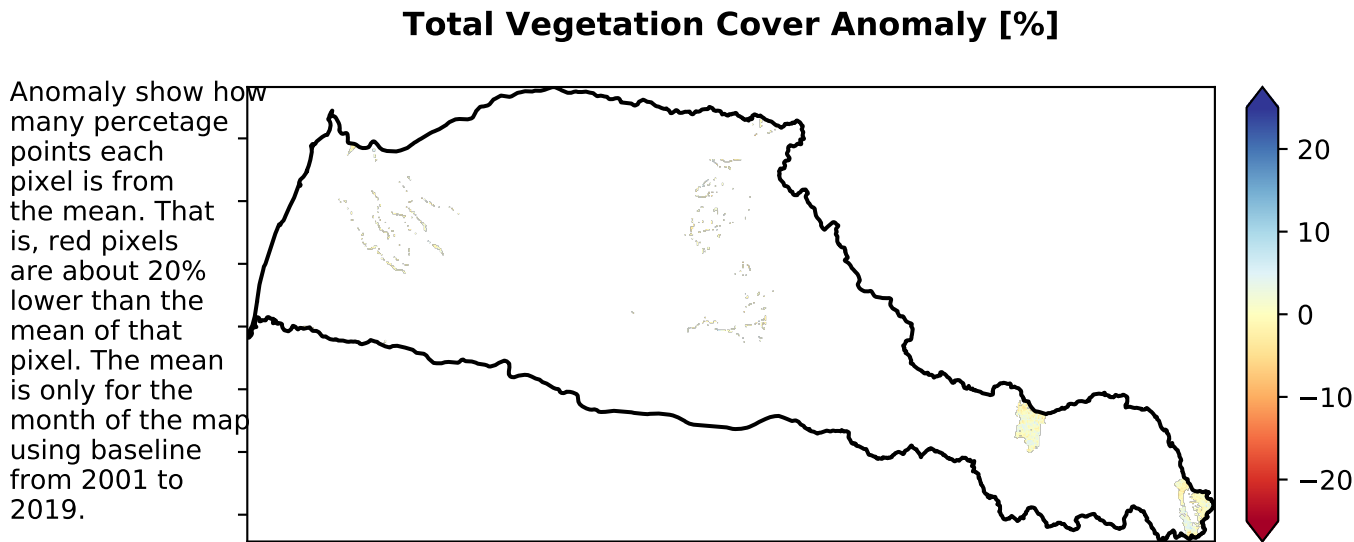 Total Vegetation Cover Anomaly [%]
Anomaly show how
many percetage
points each
pixel is from
the mean. That
is, red pixels
are about 20%
lower than the
mean of that
pixel. The mean
is only for the
month of the map
using baseline
from 2001 to
2019.
20
10
0
−10
−20